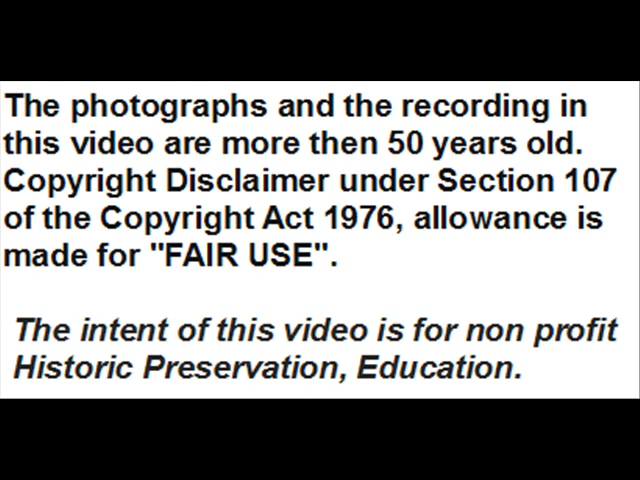 The photographs and the recording in
this video are more then 50 years old.
Copyright Disclaimer under Section 107
of the Copyright Act 1976, allowance is
made for "FAIR USE".
The intent of this video is for non profit
Historic Preservation, Education.